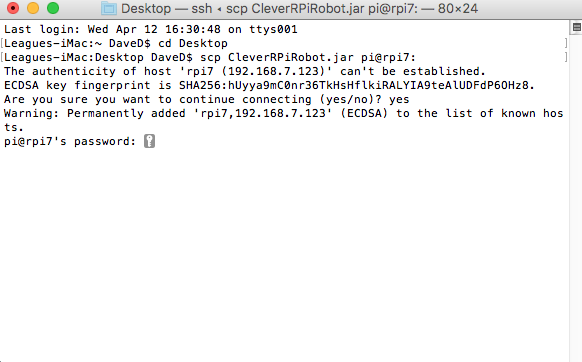 Desktop — ssh ◂ scp CleverRPiRobot.jar pi@rpi7: — 80×24
Last login: Wed Apr 12 16:30:48 on ttys001
[Leagues-iMac:~ DaveD$ cd Desktop ]
[Leagues-iMac:Desktop DaveD$ scp CleverRPiRobot.jar pi@rpi7: ]
The authenticity of host 'rpi7 (192.168.7.123)' can't be established.
ECDSA key fingerprint is SHA256:hUyya9mC0nr36TkHsHflkiRALYIA9teAlUDFdP6OHz8.
Are you sure you want to continue connecting (yes/no)? yes
Warning: Permanently added 'rpi7,192.168.7.123' (ECDSA) to the list of known hos
ts.
pi@rpi7's password: